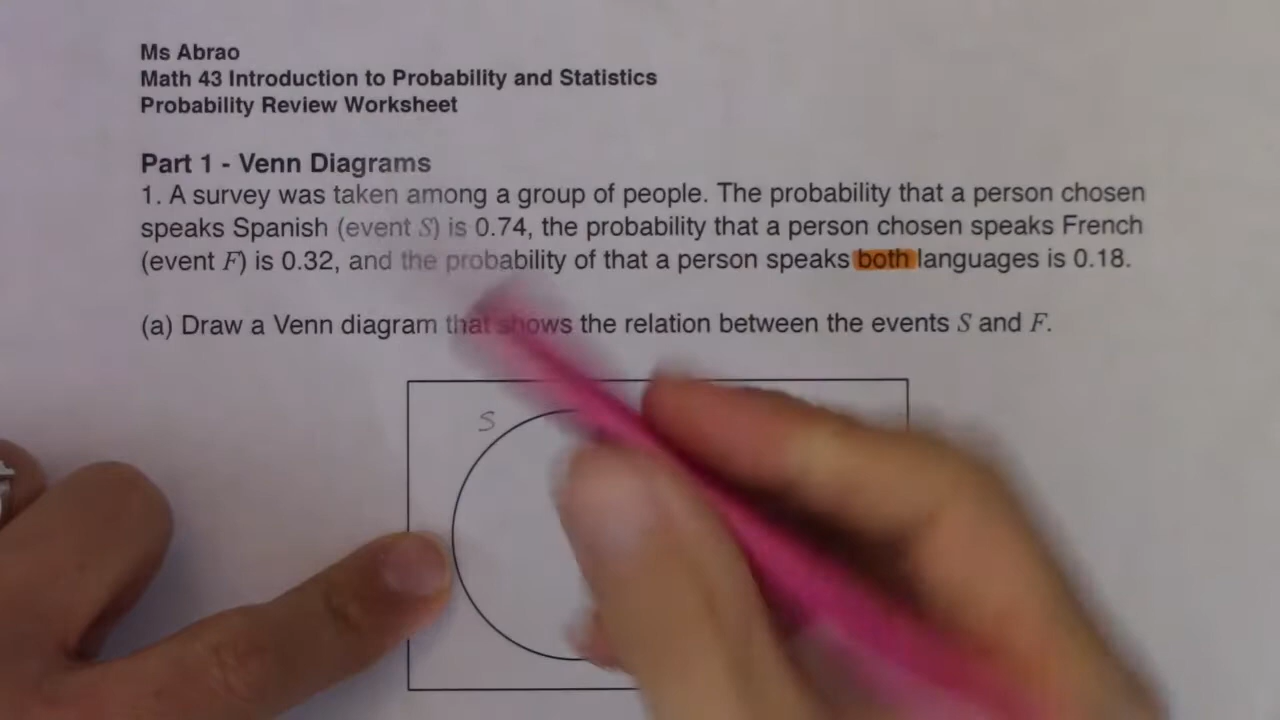 Ms Abrao
Math 43 Introduction to Probability and Statistics
Probability Review Worksheet
Part 1 - Venn Diagrams
1. A survey was taken among a group of people. The probability that a person chosen
speaks Spanish (event S) is 0.74, the probability that a person chosen speaks French
(event F) is 0.32, and the probability of that a person speaks both languages is 0.18.
(a) Draw a Venn diagram that shows the relation between the events S and F.
S